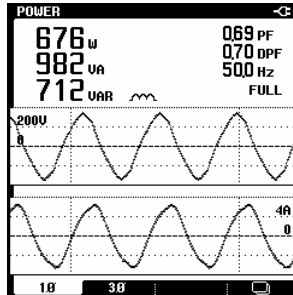 POWER
676 W
982 VA
712 VAR
0.69 PF
0.70 DPF
50.0 Hz
FULL
200V
0
4A
0
1Ø 3Ø